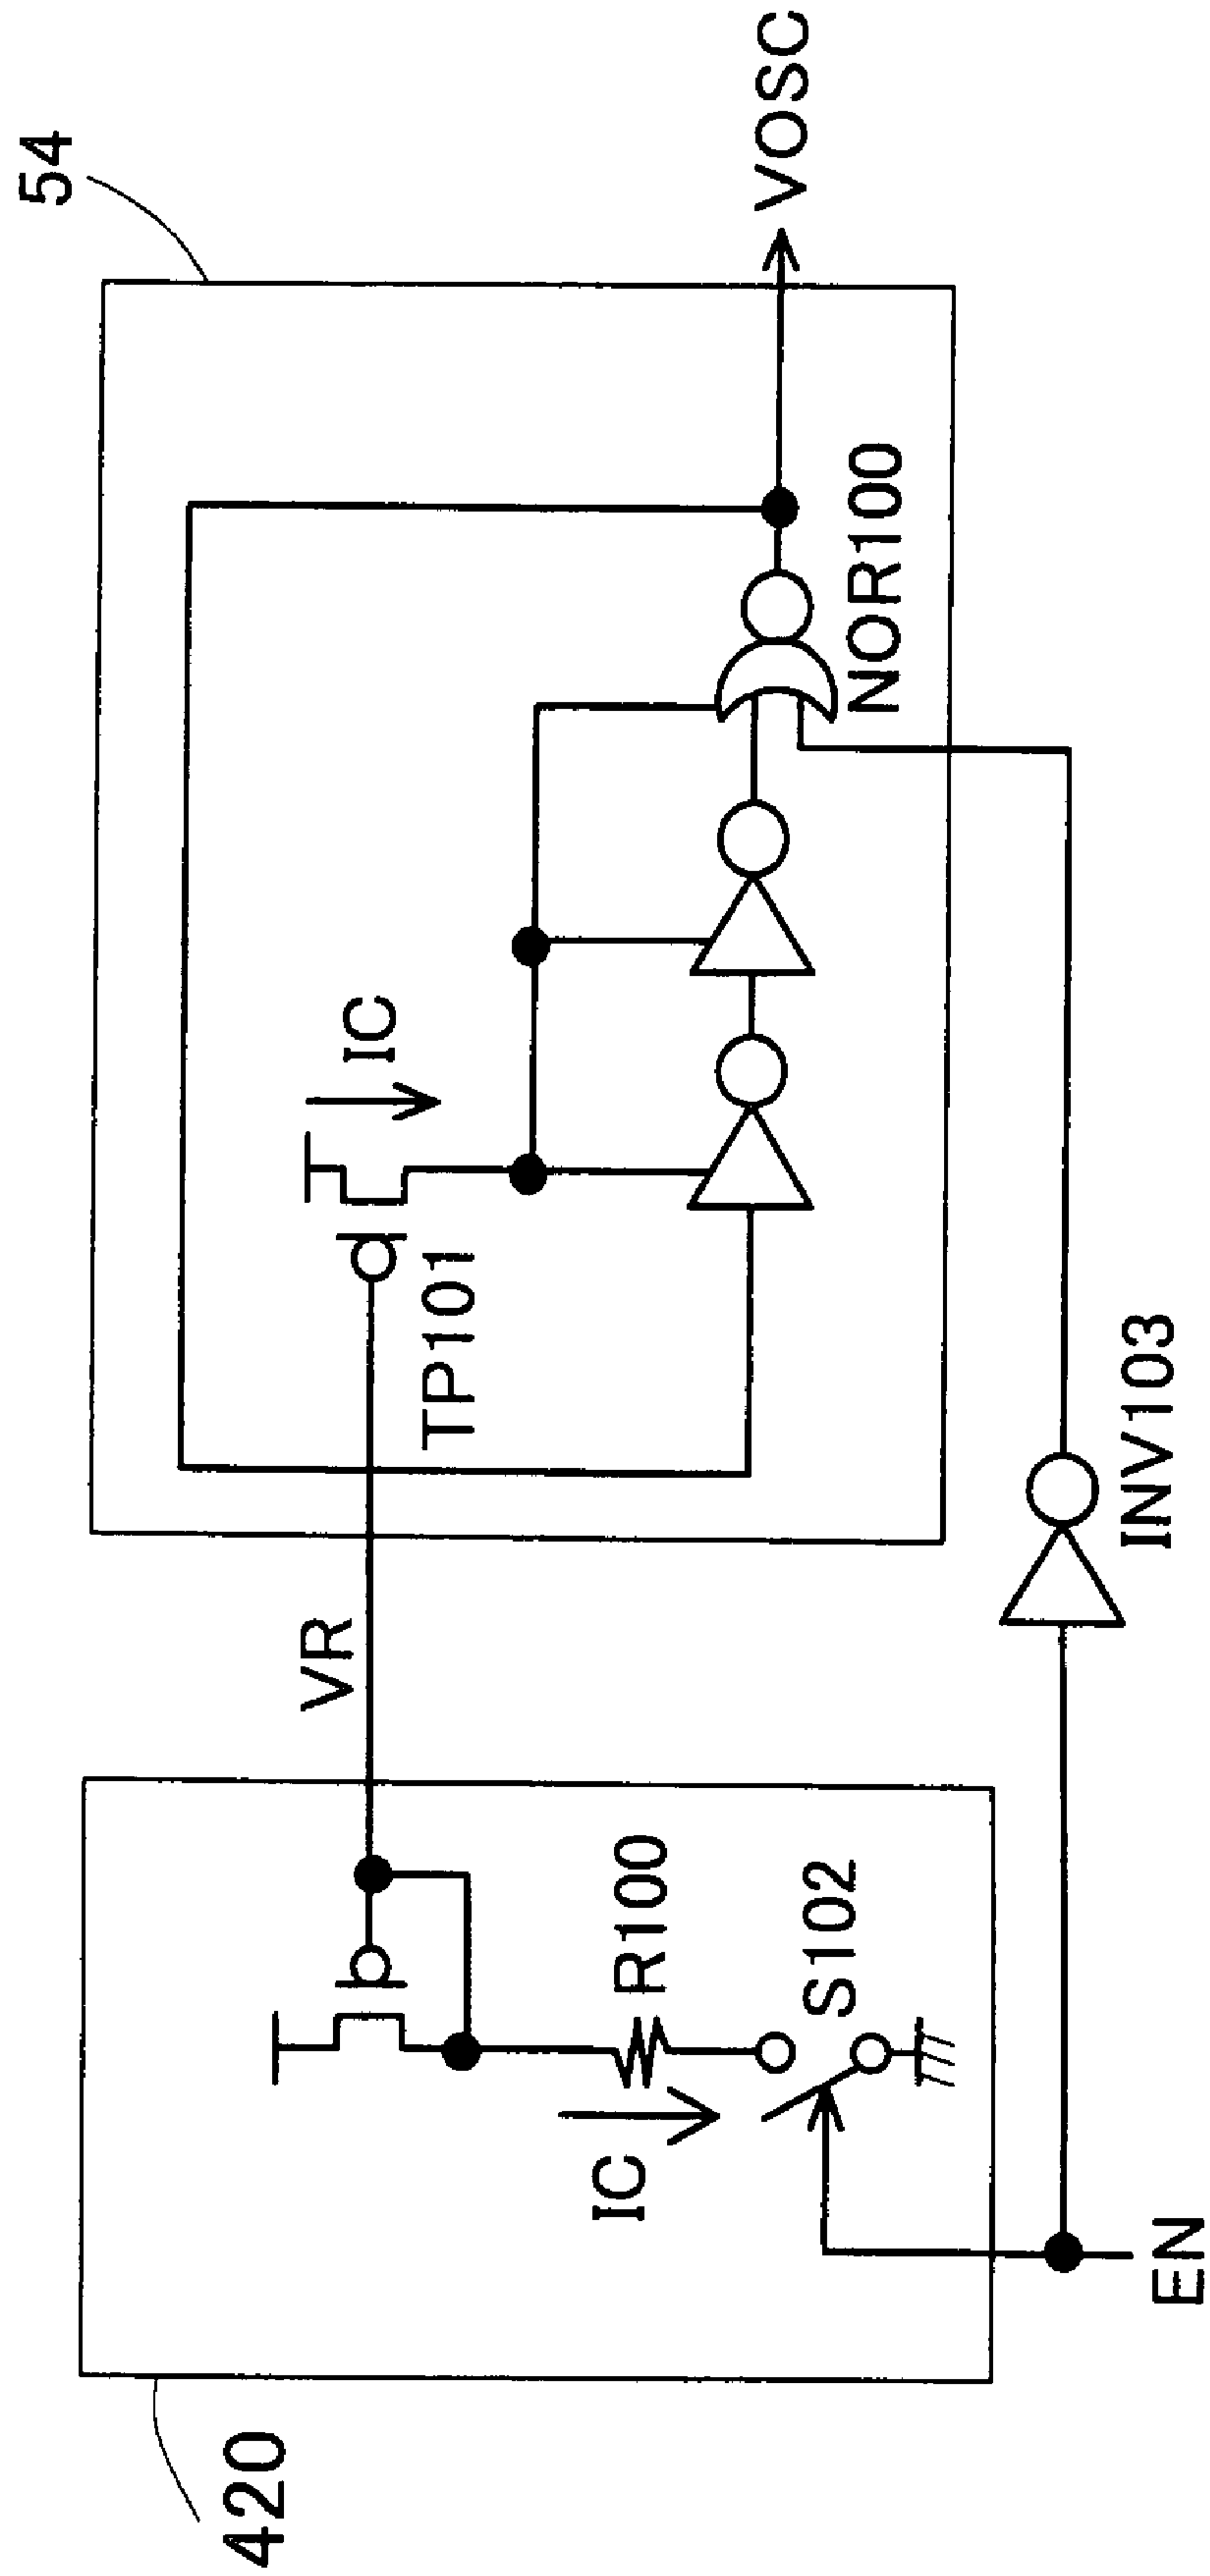 420
54
VR
IC
TP101
IC
R100
S102
VOSC
NOR100
EN
INV103